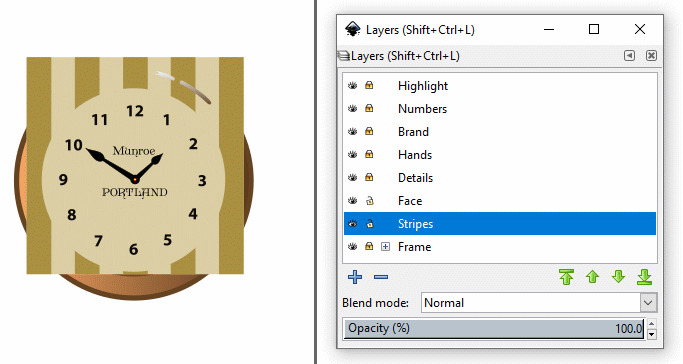 12
11 1
10 2
Munroe
9 3
PORTLAND
8 4
7 5
6
Layers (Shift+Ctrl+L)
Layers (Shift+Ctrl+L)
Highlight
Numbers
Brand
Hands
Details
Face
Stripes
Frame
Blend mode: Normal
Opacity (%) 100.0